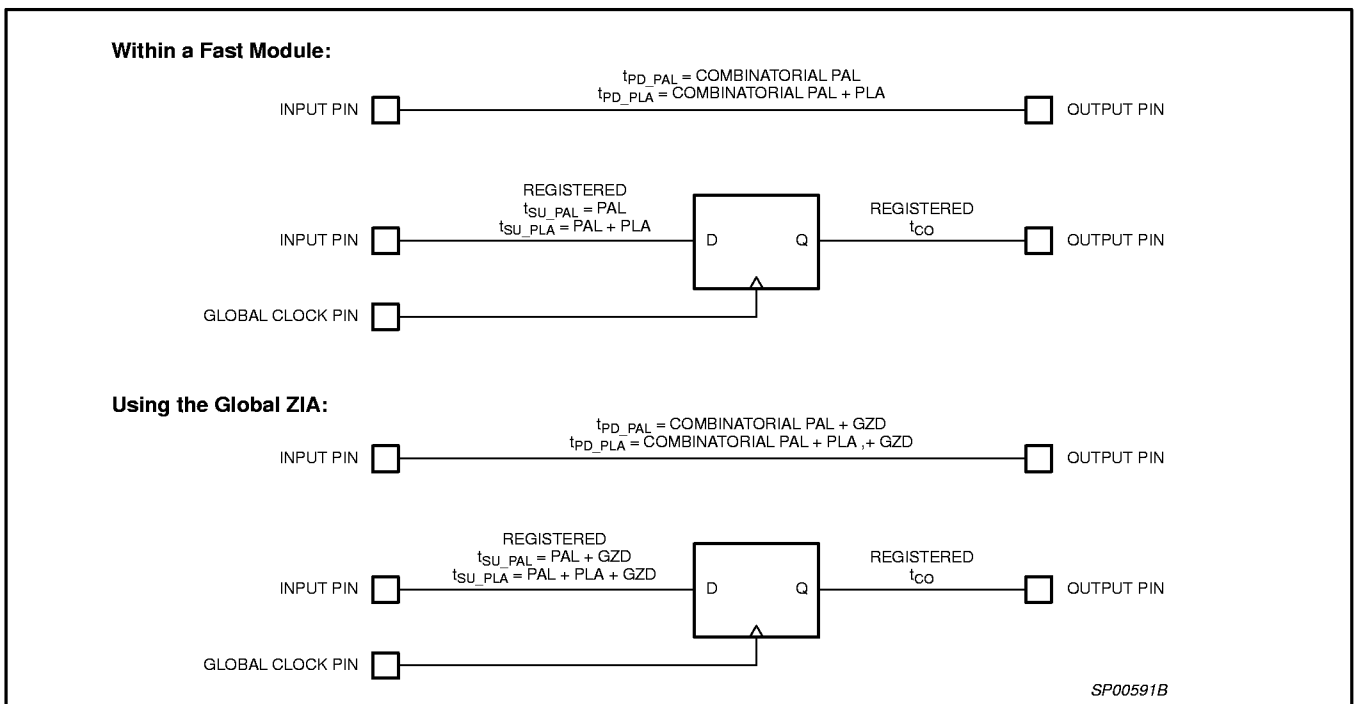 Within a Fast Module:
tPD_PAL = COMBINATORIAL PAL
tPD_PLA = COMBINATORIAL PAL + PLA
INPUT PIN
OUTPUT PIN
REGISTERED
tSU_PAL = PAL
tSU_PLA = PAL + PLA
REGISTERED
tCO
INPUT PIN
D
Q
OUTPUT PIN
GLOBAL CLOCK PIN
Using the Global ZIA:
tPD_PAL = COMBINATORIAL PAL + GZD
tPD_PLA = COMBINATORIAL PAL + PLA ,+ GZD
INPUT PIN
OUTPUT PIN
REGISTERED
tSU_PAL = PAL + GZD
tSU_PLA = PAL + PLA + GZD
REGISTERED
tCO
INPUT PIN
D
Q
OUTPUT PIN
GLOBAL CLOCK PIN
SP00591B